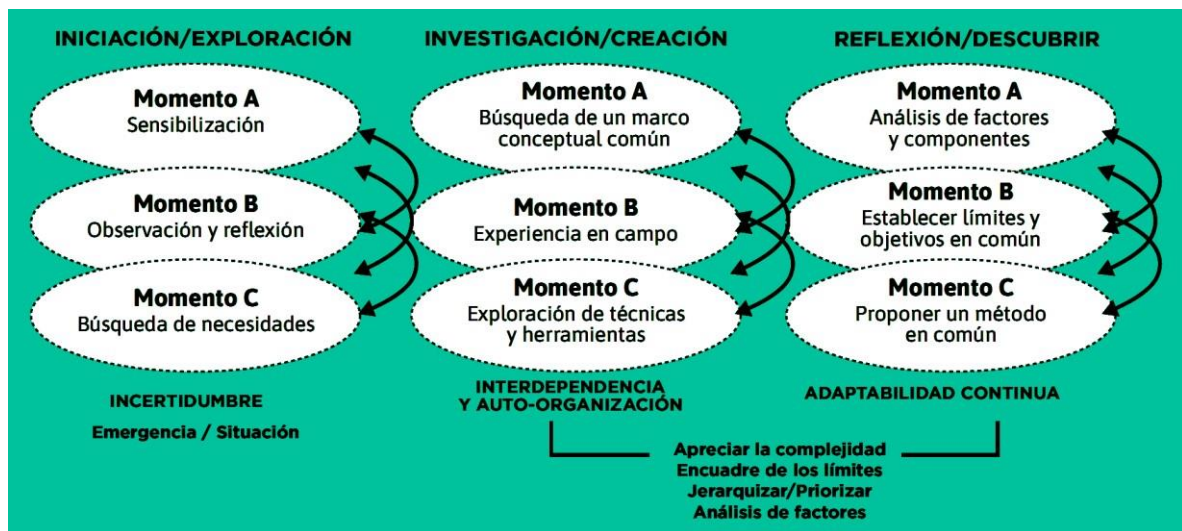 INICIACIÓN/EXPLORACIÓN
Momento A
Sensibilización
Momento B
Observación y reflexión
Momento C
Búsqueda de necesidades
INCERTIDUMBRE
Emergencia / Situación
INVESTIGACIÓN/CREACIÓN
Momento A
Búsqueda de un marco
conceptual común
Momento B
Experiencia en campo
Momento C
Exploración de técnicas
y herramientas
INTERDEPENDENCIA
Y AUTO-ORGANIZACIÓN
REFLEXIÓN/DESCUBRIR
Momento A
Análisis de factores
y componentes
Momento B
Establecer límites y
objetivos en común
Momento C
Proponer un método
en común
ADAPTABILIDAD CONTINUA
Apreciar la complejidad
Encuadre de los límites
Jerarquizar/Priorizar
Análisis de factores